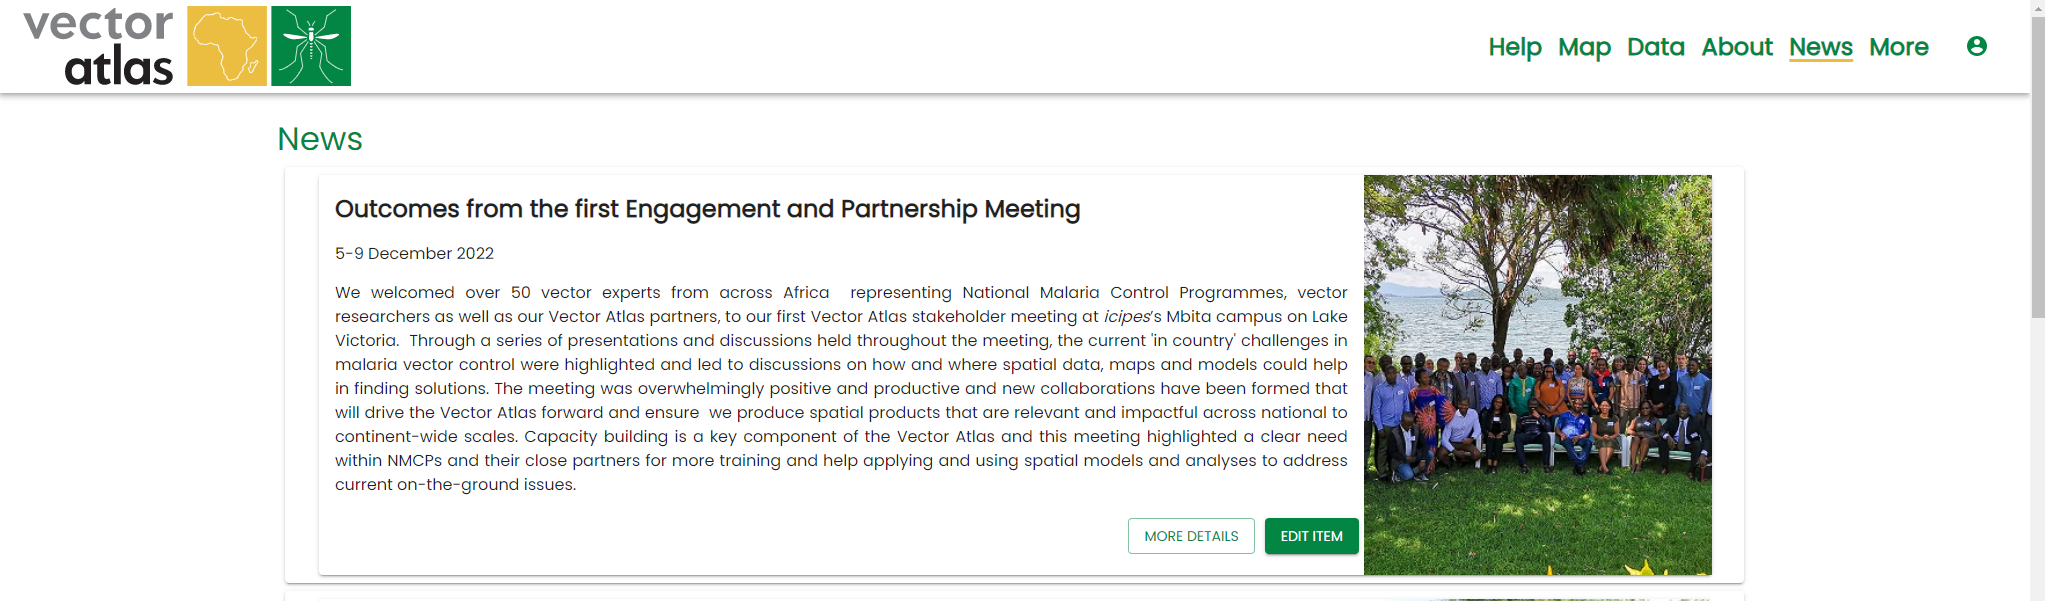 vector
atlas
Help Map Data About News More
News
Outcomes from the first Engagement and Partnership Meeting
5-9 December 2022
We welcomed over 50 vector experts from across Africa  representing National Malaria Control Programmes, vector
researchers as well as our Vector Atlas partners, to our first Vector Atlas stakeholder meeting at icipes's Mbita campus on Lake
Victoria.  Through a series of presentations and discussions held throughout the meeting, the current 'in country' challenges in
malaria vector control were highlighted and led to discussions on how and where spatial data, maps and models could help
in finding solutions. The meeting was overwhelmingly positive and productive and new collaborations have been formed that
will drive the Vector Atlas forward and ensure  we produce spatial products that are relevant and impactful across national to
continent-wide scales. Capacity building is a key component of the Vector Atlas and this meeting highlighted a clear need
within NMCPs and their close partners for more training and help applying and using spatial models and analyses to address
current on-the-ground issues.
MORE DETAILS EDIT ITEM